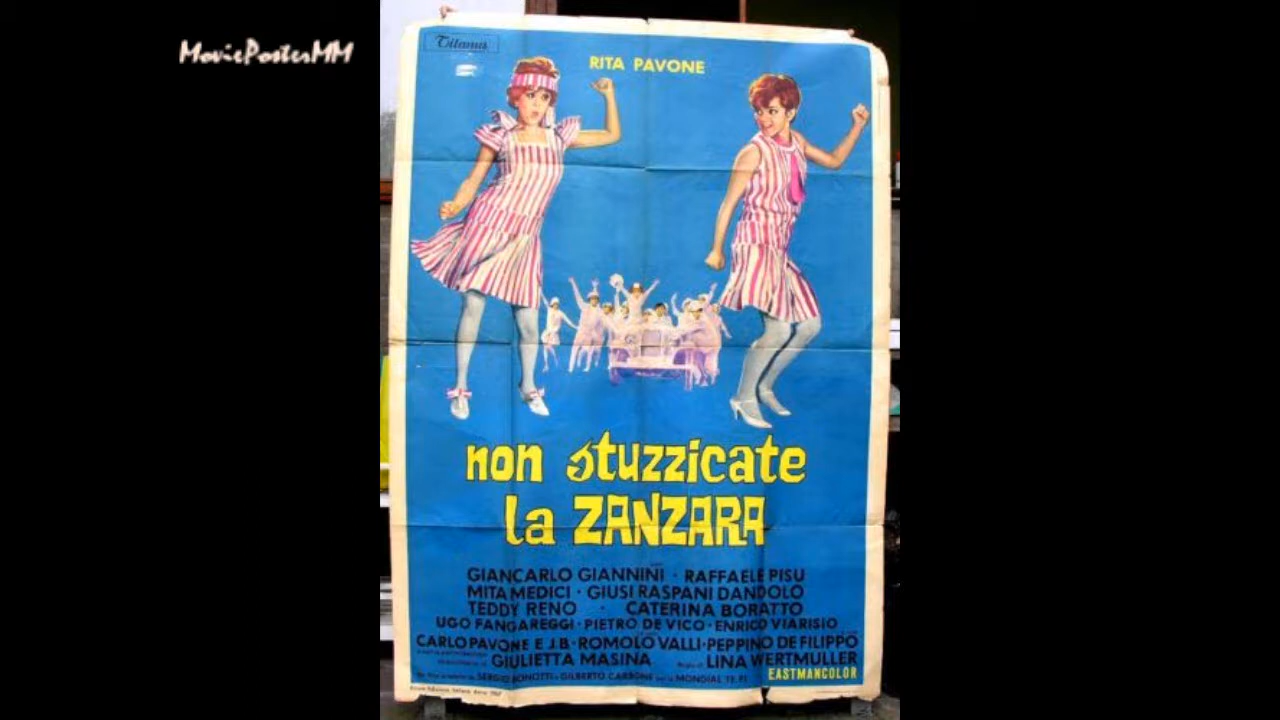 MoviePosterMM
Titanus
RITA PAVONE
non stuzzicate
la ZANZARA
GIANCARLO GIANNINI · RAFFAELE PISU
MITA MEDICI · GIUSI RASPANI DANDOLO
TEDDY RENO · CATERINA BORATTO
UGO FANGAREGGI · PIETRO DE VICO · ENRICO VIARISIO
CARLO PAVONE E J.B. · ROMOLO VALLI · PEPPINO DE FILIPPO
GIULIETTA MASINA LINA WERTMULLER
SERGIO BONOTTI e GILBERTO CARBONE MONDIAL TE.FI.
EASTMANCOLOR